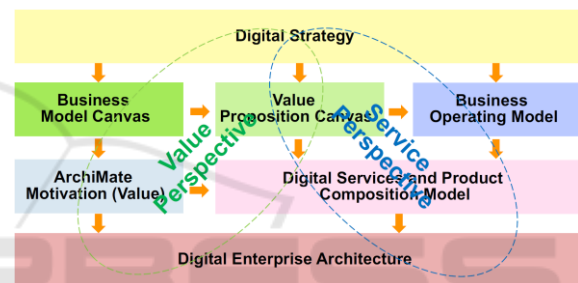 Digital Strategy
Business
Model Canvas
Value
Proposition Canvas
Business
Operating Model
Value
Perspective
Service
Perspective
ArchiMate
Motivation (Value)
Digital Services and Product
Composition Model
Digital Enterprise Architecture